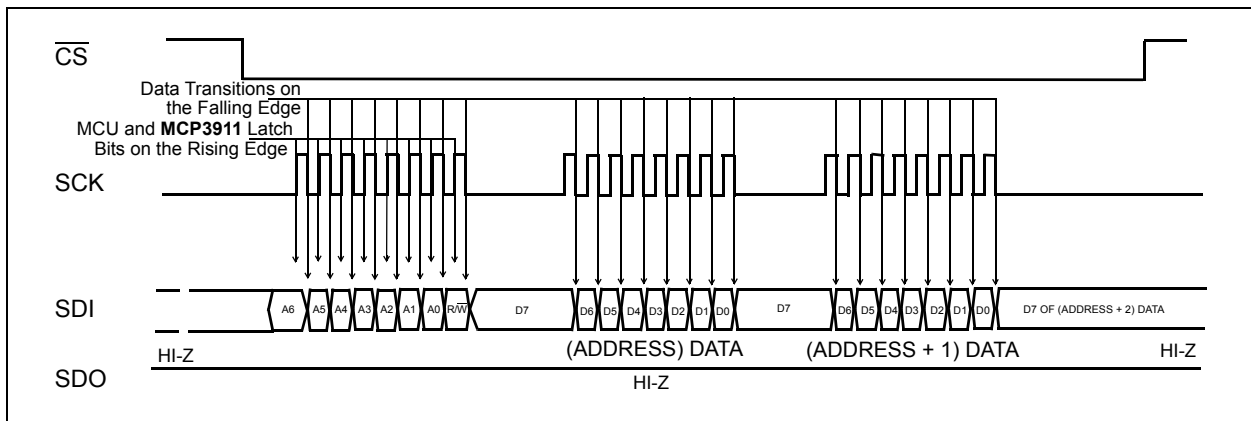 CS
Data Transitions on
the Falling Edge
MCU and MCP3911 Latch
Bits on the Rising Edge
SCK
SDI
A6 A5 A4 A3 A2 A1 A0 R/W D7 D6 D5 D4 D3 D2 D1 D0 D7 D6 D5 D4 D3 D2 D1 D0 D7 OF (ADDRESS + 2) DATA
(ADDRESS) DATA (ADDRESS + 1) DATA
HI-Z HI-Z
SDO
HI-Z